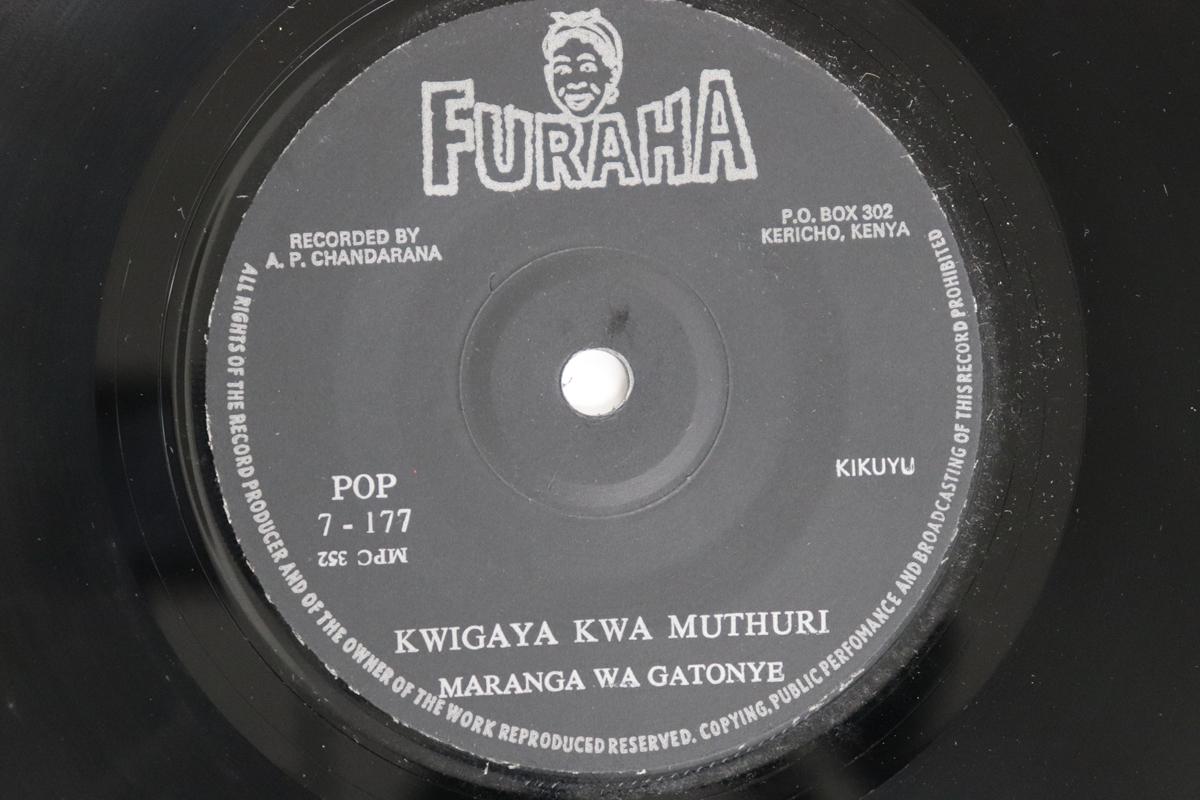 FURAHA
RECORDED BY
A. P. CHANDARANA
P.O. BOX 302
KERICHO, KENYA
KIKUYU
POP
7 - 177
MPC 352
KWIGAYA KWA MUTHURI
MARANGA WA GATONYE
ALL RIGHTS OF THE RECORD PRODUCER AND OF THE OWNER OF THE WORK REPRODUCED RESERVED. COPYING, PUBLIC PERFOMANCE AND BROADCASTING OF THIS RECORD PROHIBITED